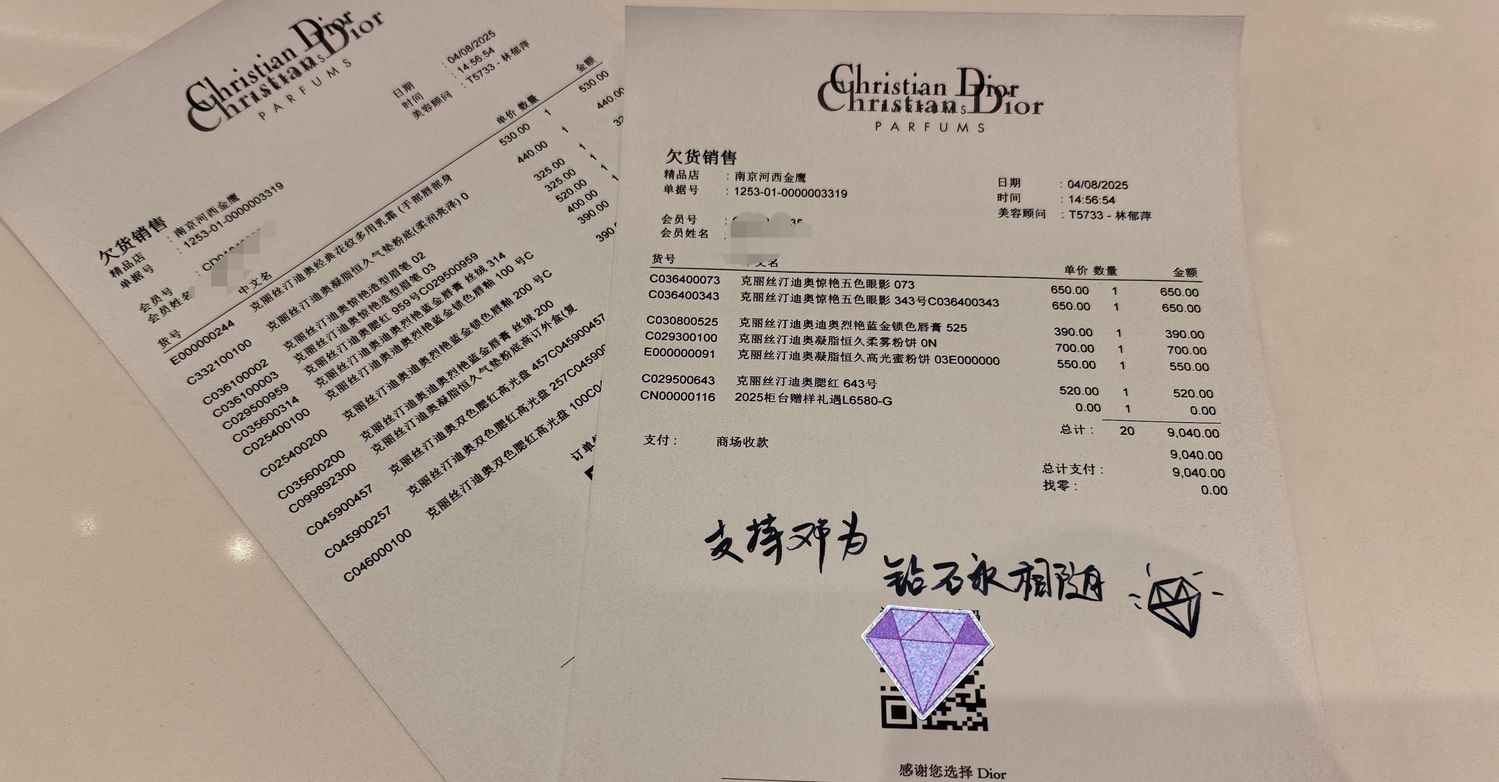 Christian Dior
Christian Dior
PARFUMS
日期 : 04/08/2025
时间 : 14:56:54
美容顾问 : T5733 - 林郁萍
欠货销售
精品店 : 南京河西金鹰
单据号 : 1253-01-0000003319
会员号
会员姓名
货号 中文名 单价 数量 金额
E000000244 克丽丝汀迪奥经典花纹多用乳霜 (手部唇部身 530.00 1 530.00
C332100100 克丽丝汀迪奥凝脂恒久气垫粉底(柔润亮泽) 0 440.00 1 440.00
C036100002 克丽丝汀迪奥惊艳造型眉笔 02 325.00 1
C036100003 克丽丝汀迪奥惊艳造型眉笔 03 325.00 1
C029500959 克丽丝汀迪奥腮红 959号C029500959 520.00 1
C035600314 克丽丝汀迪奥迪奥烈艳蓝金唇膏 丝绒 314 400.00
C025400100 克丽丝汀迪奥迪奥烈艳蓝金锁色唇釉 100 号C 390.00
C025400200 克丽丝汀迪奥迪奥烈艳蓝金锁色唇釉 200 号C
C035600200 克丽丝汀迪奥迪奥烈艳蓝金唇膏 丝绒 200
C099892300 克丽丝汀迪奥凝脂恒久气垫粉底高订外盒(复
C045900457 克丽丝汀迪奥双色腮红高光盘 457C045900457
C045900257 克丽丝汀迪奥双色腮红高光盘 257C045900
C046000100 克丽丝汀迪奥双色腮红高光盘 100C0
Christian Dior
Christian Dior
PARFUMS
欠货销售
精品店 : 南京河西金鹰
单据号 : 1253-01-0000003319
日期 : 04/08/2025
时间 : 14:56:54
美容顾问 : T5733 - 林郁萍
会员号 :
会员姓名
货号 文名 单价 数量 金额
C036400073 克丽丝汀迪奥惊艳五色眼影 073 650.00 1 650.00
C036400343 克丽丝汀迪奥惊艳五色眼影 343号C036400343 650.00 1 650.00
C030800525 克丽丝汀迪奥迪奥烈艳蓝金锁色唇膏 525 390.00 1 390.00
C029300100 克丽丝汀迪奥凝脂恒久柔雾粉饼 0N 700.00 1 700.00
E000000091 克丽丝汀迪奥凝脂恒久高光蜜粉饼 03E000000 550.00 1 550.00
C029500643 克丽丝汀迪奥腮红 643号 520.00 1 520.00
CN00000116 2025柜台赠样礼遇L6580-G 0.00 1 0.00
总计 : 20 9,040.00
支付 : 商场收款 9,040.00
总计支付 : 9,040.00
找零 : 0.00
支持邓为
钻石永相随
感谢您选择 Dior